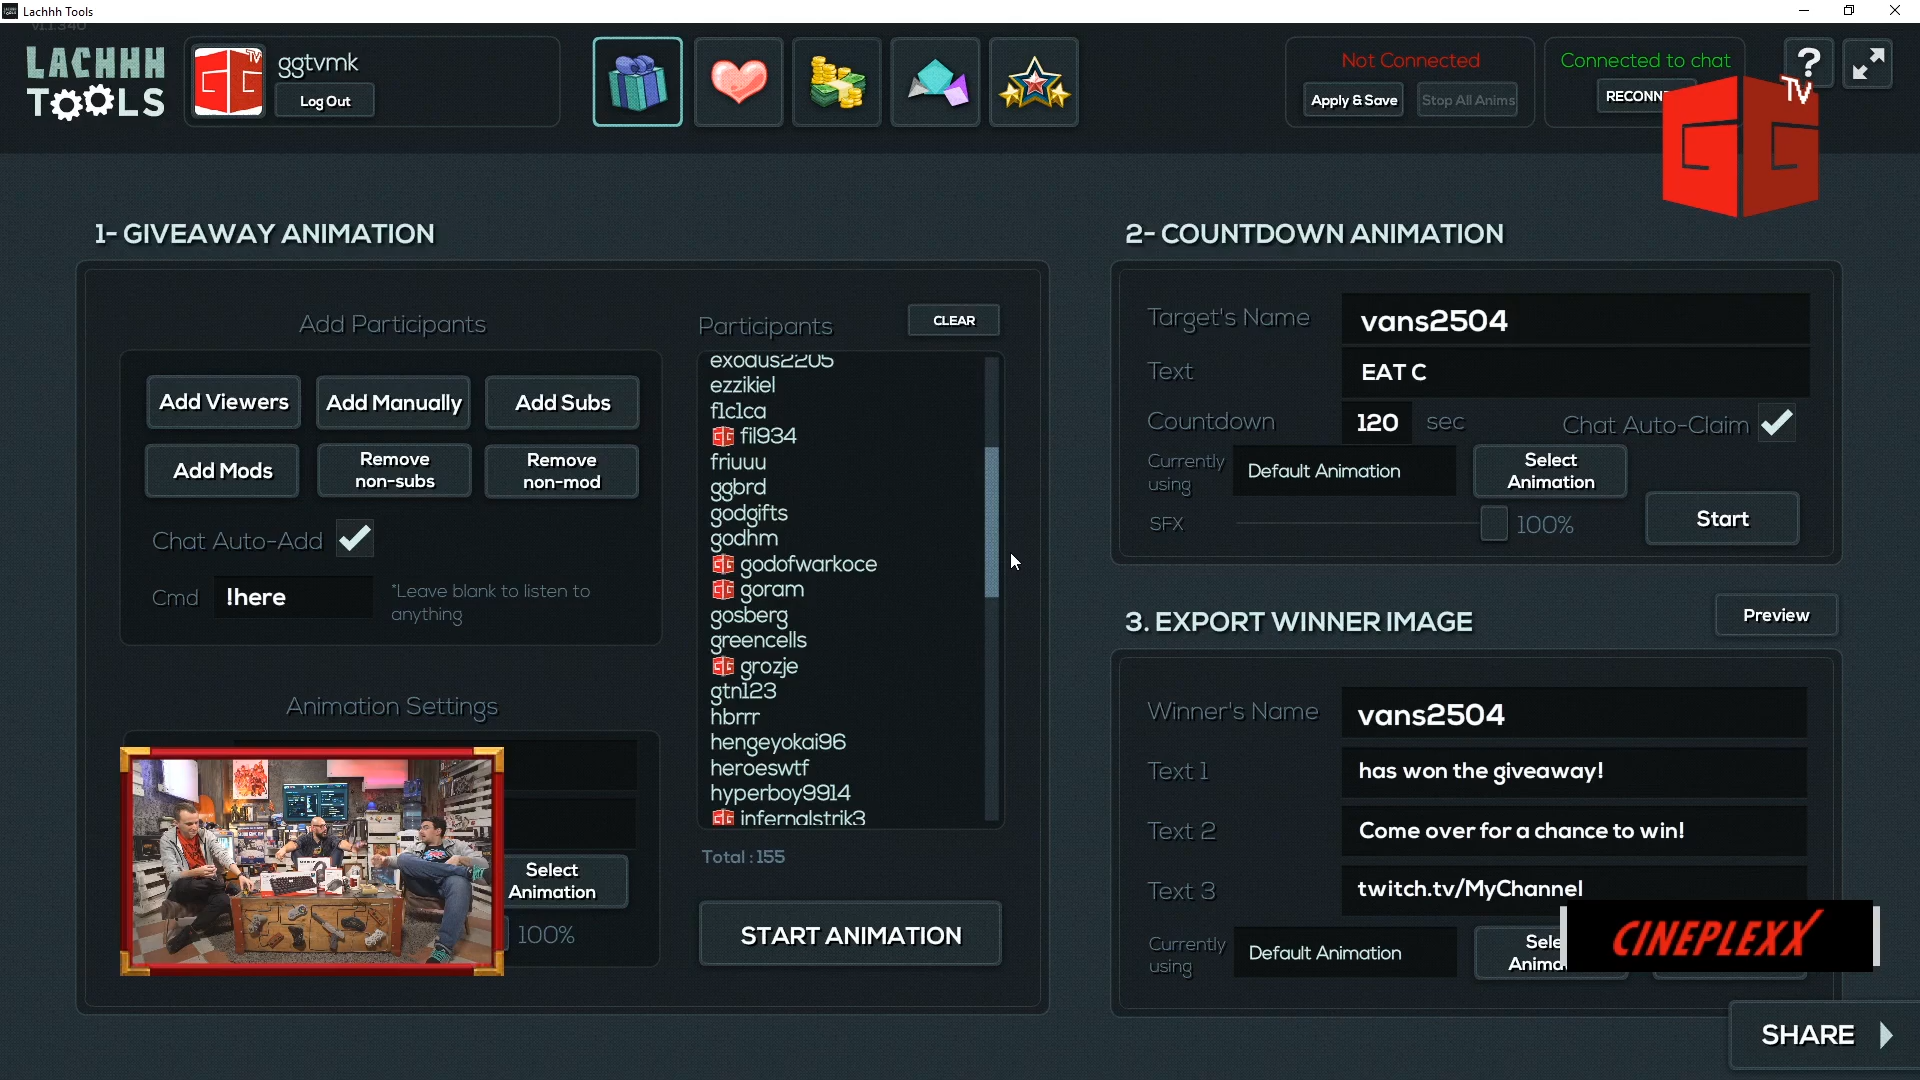 Lachhh Tools
LACHHH
TOOLS
ggtvmk
Log Out
Not Connected
Apply & Save
Stop All Anims
Connected to chat
RECONN
?
TV
GG
1- GIVEAWAY ANIMATION
Add Participants
Add Viewers
Add Manually
Add Subs
Add Mods
Remove
non-subs
Remove
non-mod
Chat Auto-Add
Cmd
!here
*Leave blank to listen to
anything
Animation Settings
Select
Animation
100%
Participants
CLEAR
exodus2205
ezzikiel
f1c1ca
fil934
friuuu
ggbrd
godgifts
godhm
godofwarkoce
goram
gosberg
greencells
grozje
gtn123
hbrrr
hengeyokai96
heroeswtf
hyperboy9914
infernalstrik3
Total : 155
START ANIMATION
2- COUNTDOWN ANIMATION
Target's Name
vans2504
Text
EAT C
Countdown
120
sec
Chat Auto-Claim
Currently
using
Default Animation
Select
Animation
SFX
100%
Start
3. EXPORT WINNER IMAGE
Preview
Winner's Name
vans2504
Text 1
has won the giveaway!
Text 2
Come over for a chance to win!
Text 3
twitch.tv/MyChannel
Currently
using
Default Animation
Sele
Anima
CINEPLEXX
SHARE